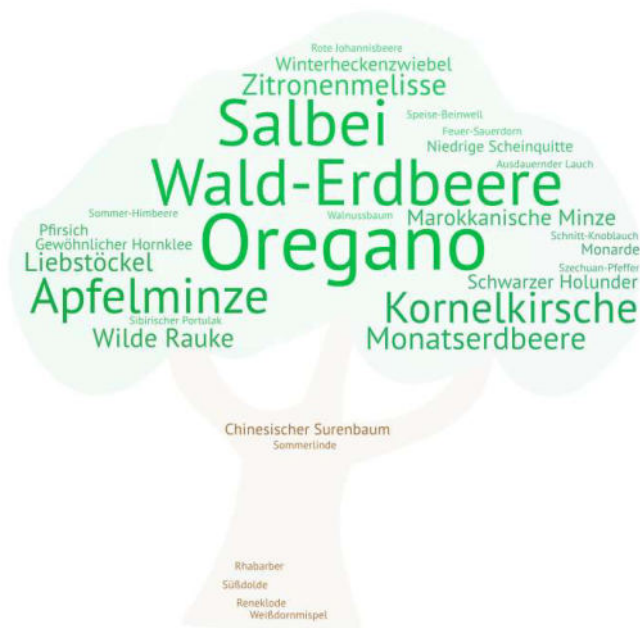 Rote Johannisbeere
Winterheckenzwiebel
Zitronenmelisse
Salbei
Speise-Beinwell
Feuer-Sauerdorn
Niedrige Scheinquitte
Ausdauernder Lauch
Wald-Erdbeere
Sommer-Himbeere
Walnussbaum
Marokkanische Minze
Pfirsich
Schnitt-Knoblauch
Gewöhnlicher Hornklee
Oregano
Monarde
Liebstöckel
Szechuan-Pfeffer
Schwarzer Holunder
Apfelminze
Kornelkirsche
Sibirischer Portulak
Wilde Rauke
Monatserdbeere
Chinesischer Surenbaum
Sommerlinde
Rhabarber
Süßdolde
Reneklode
Weißdornmispel